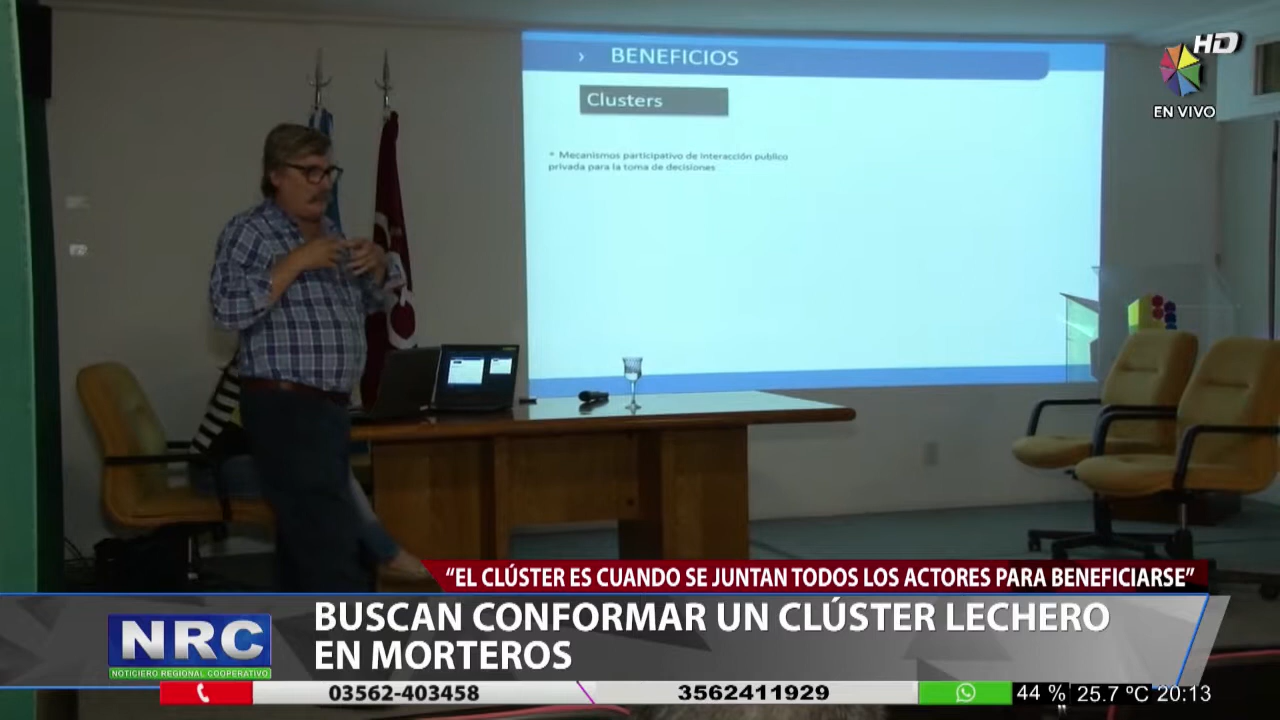 BENEFICIOS
Clusters
* Mecanismos participativo de interacción publico
privada para la toma de decisiones
HD
EN VIVO
"EL CLÚSTER ES CUANDO SE JUNTAN TODOS LOS ACTORES PARA BENEFICIARSE"
BUSCAN CONFORMAR UN CLÚSTER LECHERO
EN MORTEROS
NRC
NOTICIERO REGIONAL COOPERATIVO
03562-403458
3562411929
44 % 25.7 ºC 20:13